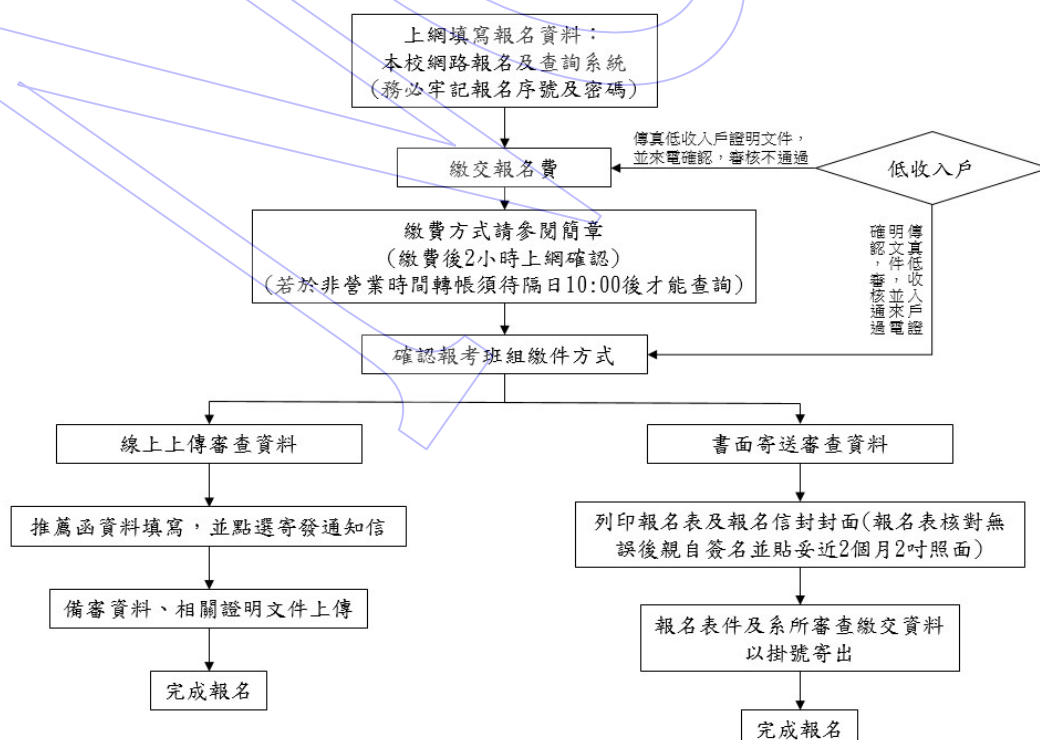 上網填寫報名資料：
本校網路報名及查詢系統
(務必牢記報名序號及密碼)
傳真低收入戶證明文件，
並來電確認，審核不通過
低收入戶
繳交報名費
傳真低收入戶證
明文件，並來電
確認，審核通過
繳費方式請參閱簡章
(繳費後2小時上網確認)
(若於非營業時間轉帳須待隔日10:00後才能查詢)
確認報考班組繳件方式
線上上傳審查資料
書面寄送審查資料
推薦函資料填寫，並點選寄發通知信
列印報名表及報名信封封面(報名表核對無
誤後親自簽名並貼妥近2個月2吋照面)
備審資料、相關證明文件上傳
報名表件及系所審查繳交資料
以掛號寄出
完成報名
完成報名